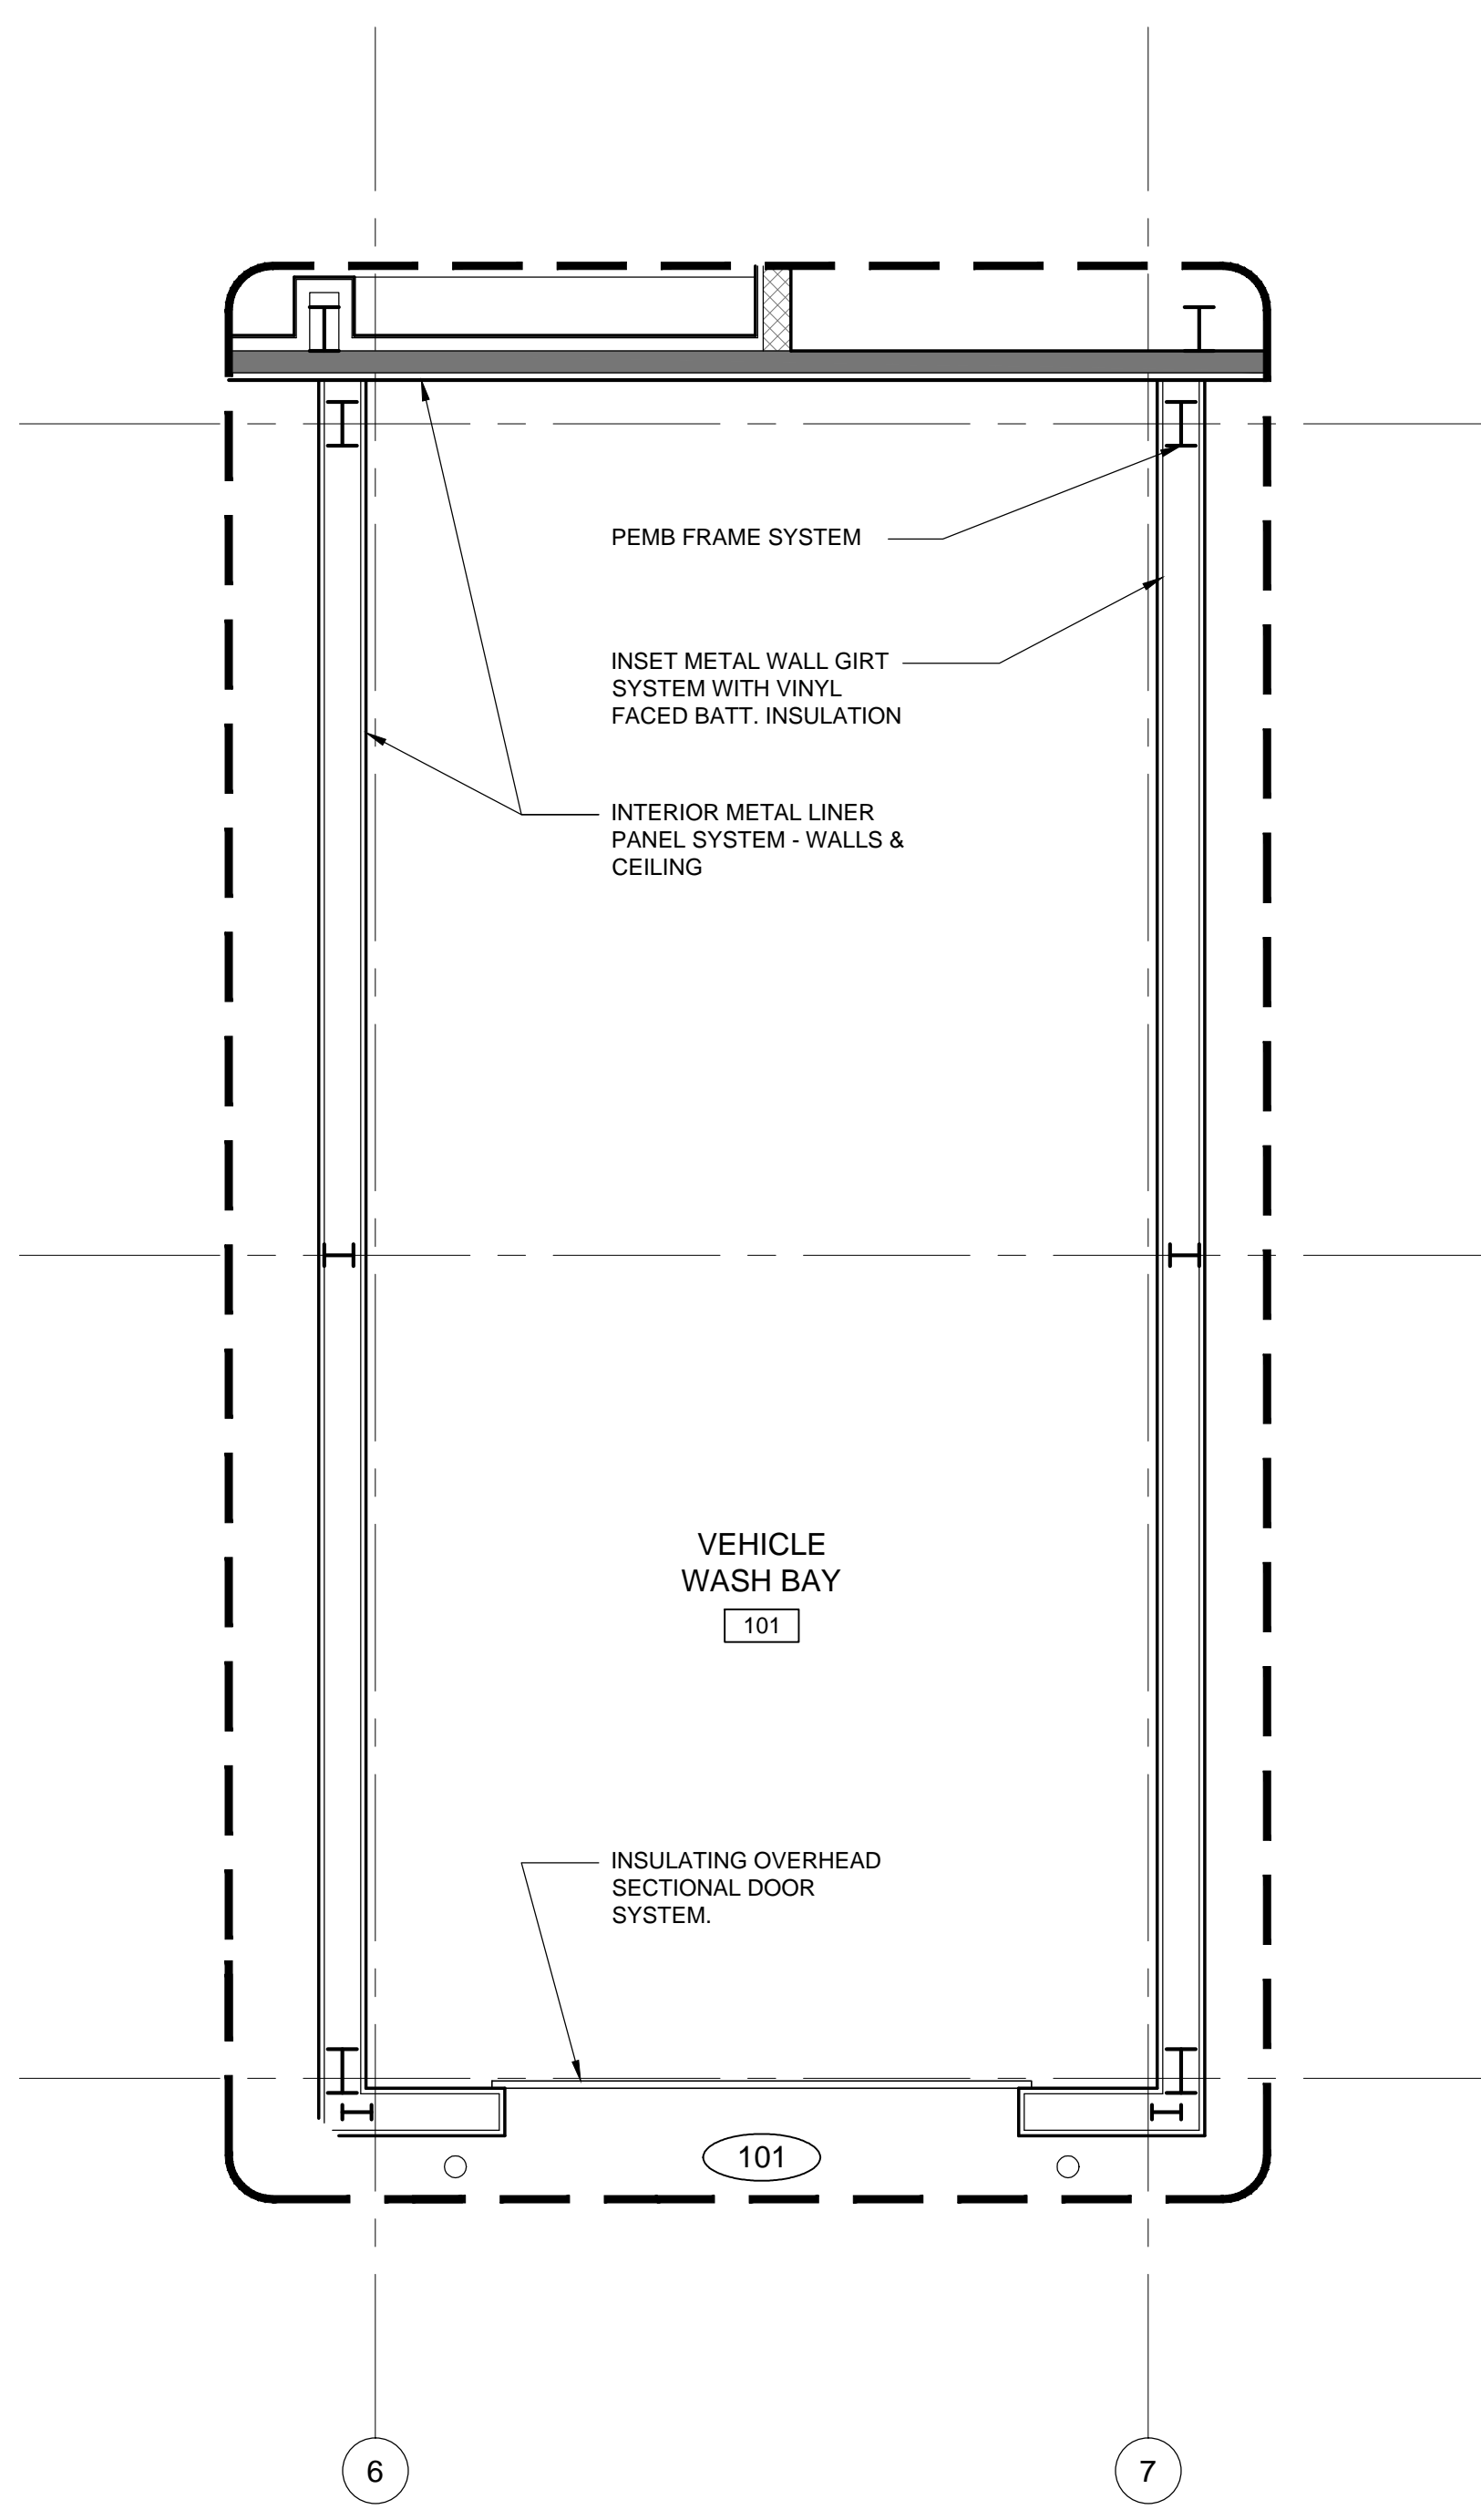 PEMB FRAME SYSTEM
INSET METAL WALL GIRT
SYSTEM WITH VINYL
FACED BATT. INSULATION
INTERIOR METAL LINER
PANEL SYSTEM - WALLS &
CEILING
VEHICLE
WASH BAY
101
INSULATING OVERHEAD
SECTIONAL DOOR
SYSTEM.
101
6
7